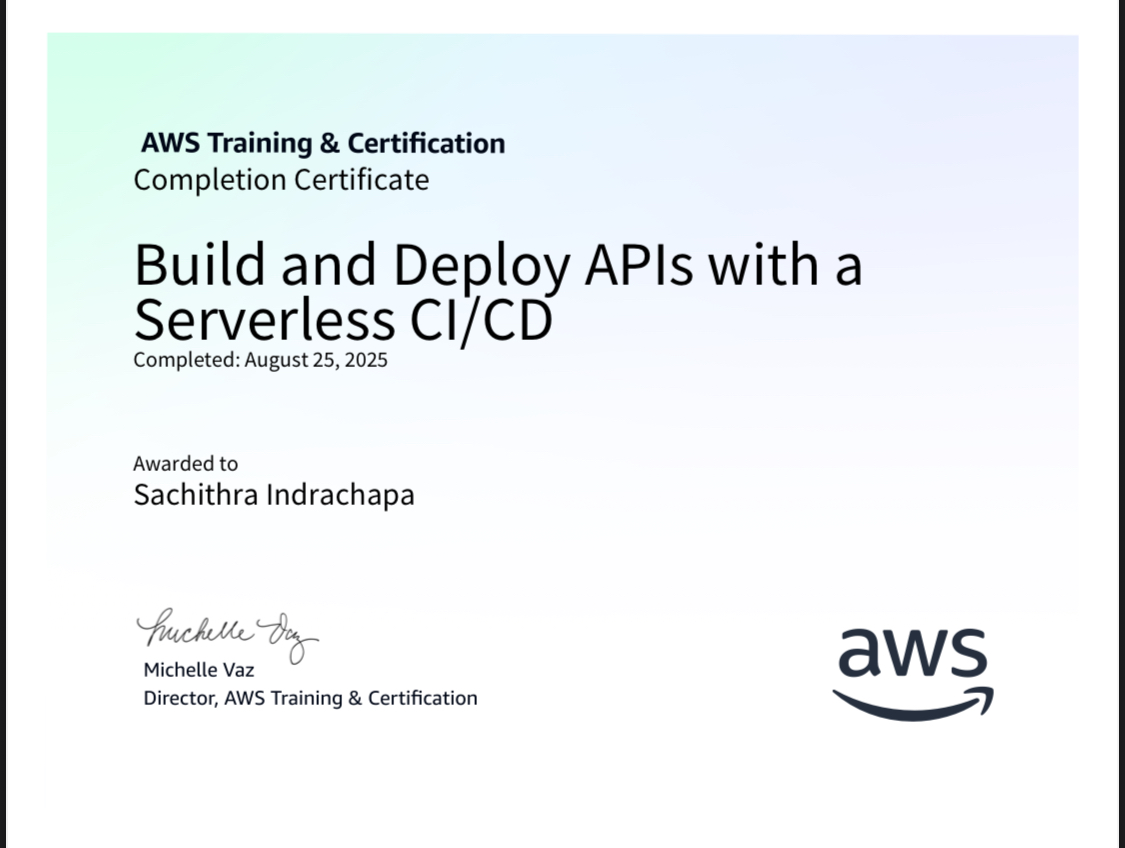 AWS Training & Certification
Completion Certificate
Build and Deploy APIs with a
Serverless CI/CD
Completed: August 25, 2025
Awarded to
Sachithra Indrachapa
Michelle Vaz
Michelle Vaz
Director, AWS Training & Certification
aws